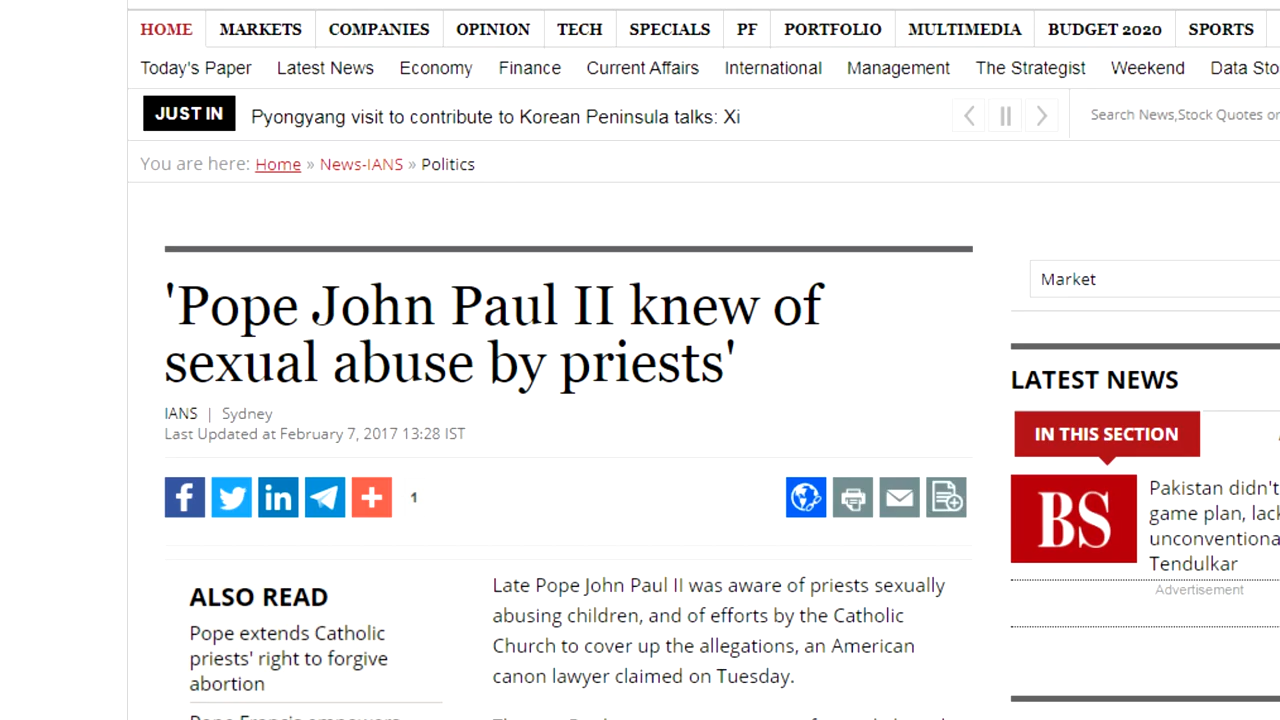 HOME MARKETS COMPANIES OPINION TECH SPECIALS PF PORTFOLIO MULTIMEDIA BUDGET 2020 SPORTS
Today's Paper Latest News Economy Finance Current Affairs International Management The Strategist Weekend Data Sto
JUST IN Pyongyang visit to contribute to Korean Peninsula talks: Xi
Search News,Stock Quotes or
You are here: Home » News-IANS » Politics
'Pope John Paul II knew of
sexual abuse by priests'
IANS | Sydney
Last Updated at February 7, 2017 13:28 IST
1
ALSO READ
Pope extends Catholic
priests' right to forgive
abortion
Late Pope John Paul II was aware of priests sexually
abusing children, and of efforts by the Catholic
Church to cover up the allegations, an American
canon lawyer claimed on Tuesday.
Market
LATEST NEWS
IN THIS SECTION
BS
Pakistan didn't
game plan, lack
unconventiona
Tendulkar
Advertisement